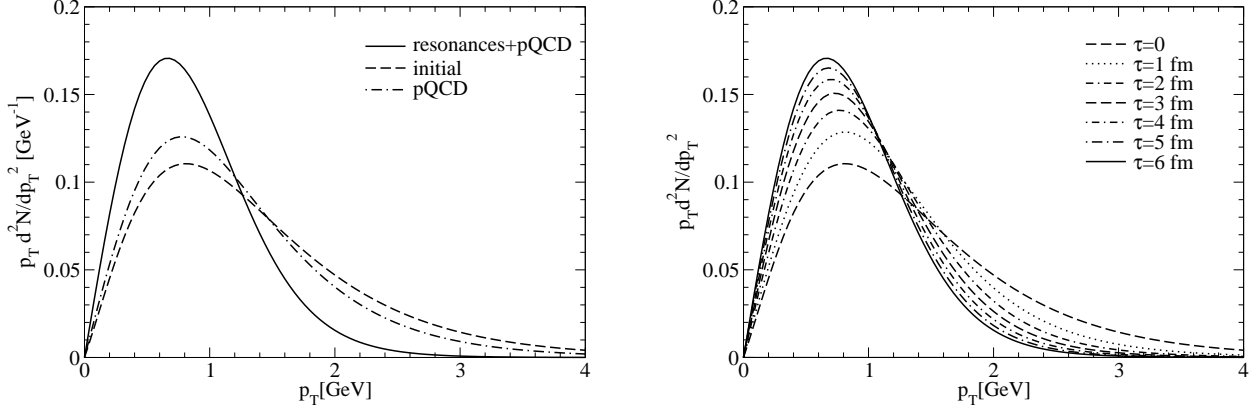 0.2
0.15
0.1
0.05
0
0 1 2 3 4
p_T[GeV]
p_T d^2N/dp_T^2 [GeV^-1]
resonances+pQCD
initial
pQCD
0.2
0.15
0.1
0.05
0
0 1 2 3 4
p_T[GeV]
p_T d^2N/dp_T^2
τ=0
τ=1 fm
τ=2 fm
τ=3 fm
τ=4 fm
τ=5 fm
τ=6 fm